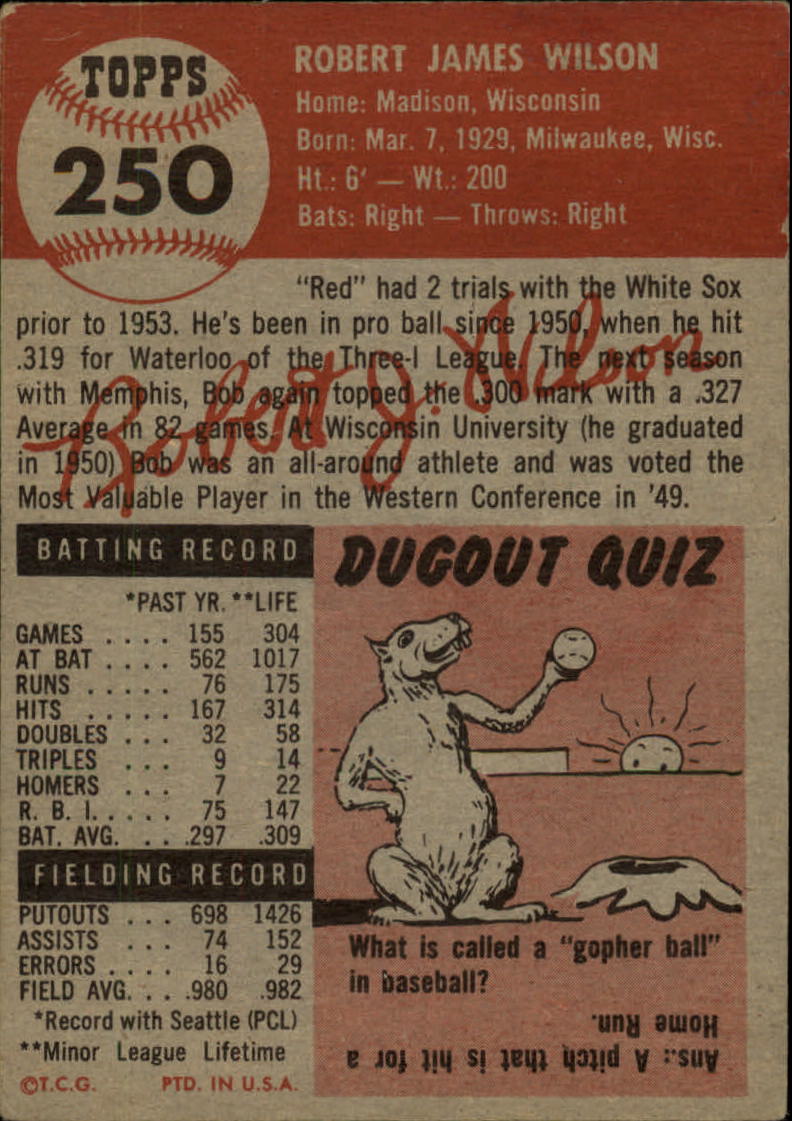 TOPPS
250
ROBERT JAMES WILSON
Home: Madison, Wisconsin
Born: Mar. 7, 1929, Milwaukee, Wisc.
Ht.: 6' — Wt.: 200
Bats: Right — Throws: Right
"Red" had 2 trials with the White Sox
prior to 1953. He's been in pro ball since 1950, when he hit
.319 for Waterloo of the Three-I League. The next season
with Memphis, Bob again topped the .300 mark with a .327
Average in 82 games. At Wisconsin University (he graduated
in 1950) Bob was an all-around athlete and was voted the
Most Valuable Player in the Western Conference in '49.
Robert J. Wilson
BATTING RECORD
*PAST YR. **LIFE
GAMES . . . . 155 304
AT BAT . . . . 562 1017
RUNS . . . . . 76 175
HITS . . . . . 167 314
DOUBLES . . . 32 58
TRIPLES . . . 9 14
HOMERS . . . 7 22
R. B. I. . . . . 75 147
BAT. AVG. . . .297 .309
FIELDING RECORD
PUTOUTS . . . 698 1426
ASSISTS . . . 74 152
ERRORS . . . . 16 29
FIELD AVG. . . .980 .982
*Record with Seattle (PCL)
**Minor League Lifetime
©T.C.G. PTD. IN U.S.A.
DUGOUT QUIZ
What is called a "gopher ball"
in baseball?
Ans.: A pitch that is hit for a
Home Run.